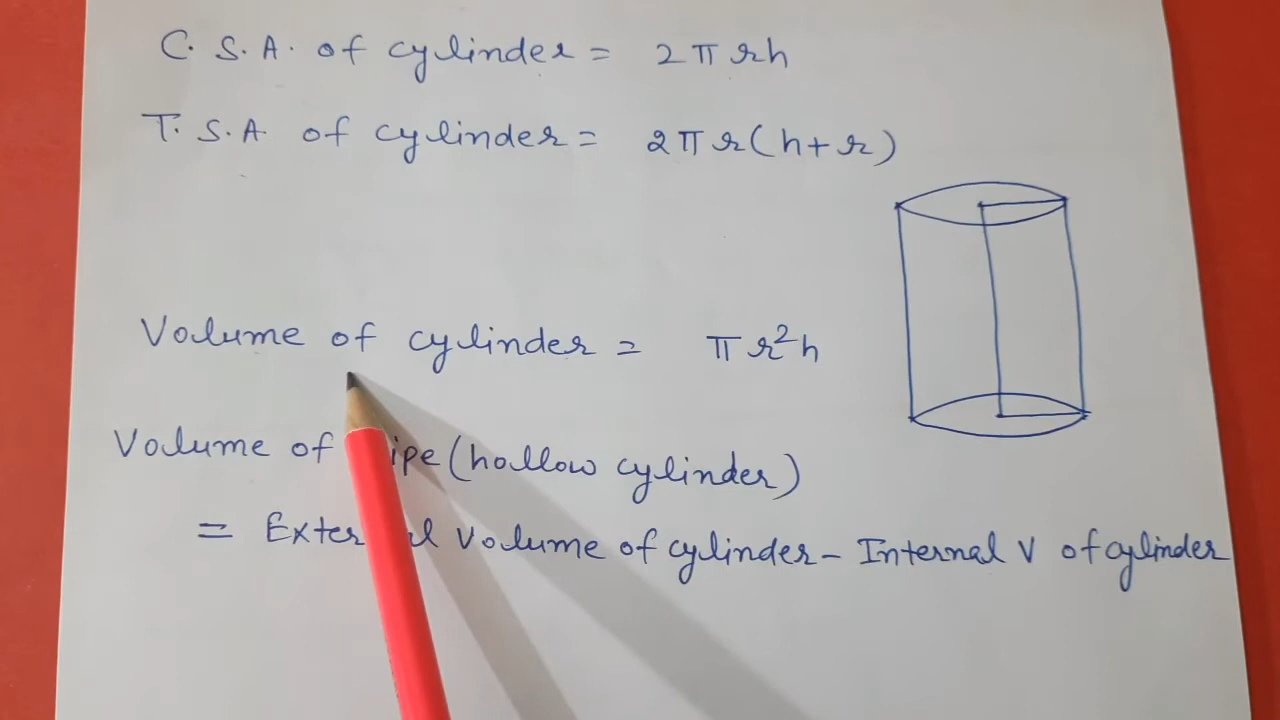 C. S.A. of cylinder = 2πrh
T. S.A. of cylinder = 2πr(h+r)
Volume of cylinder = πr²h
Volume of ipe (hollow cylinder)
= External Volume of cylinder - Internal V of cylinder